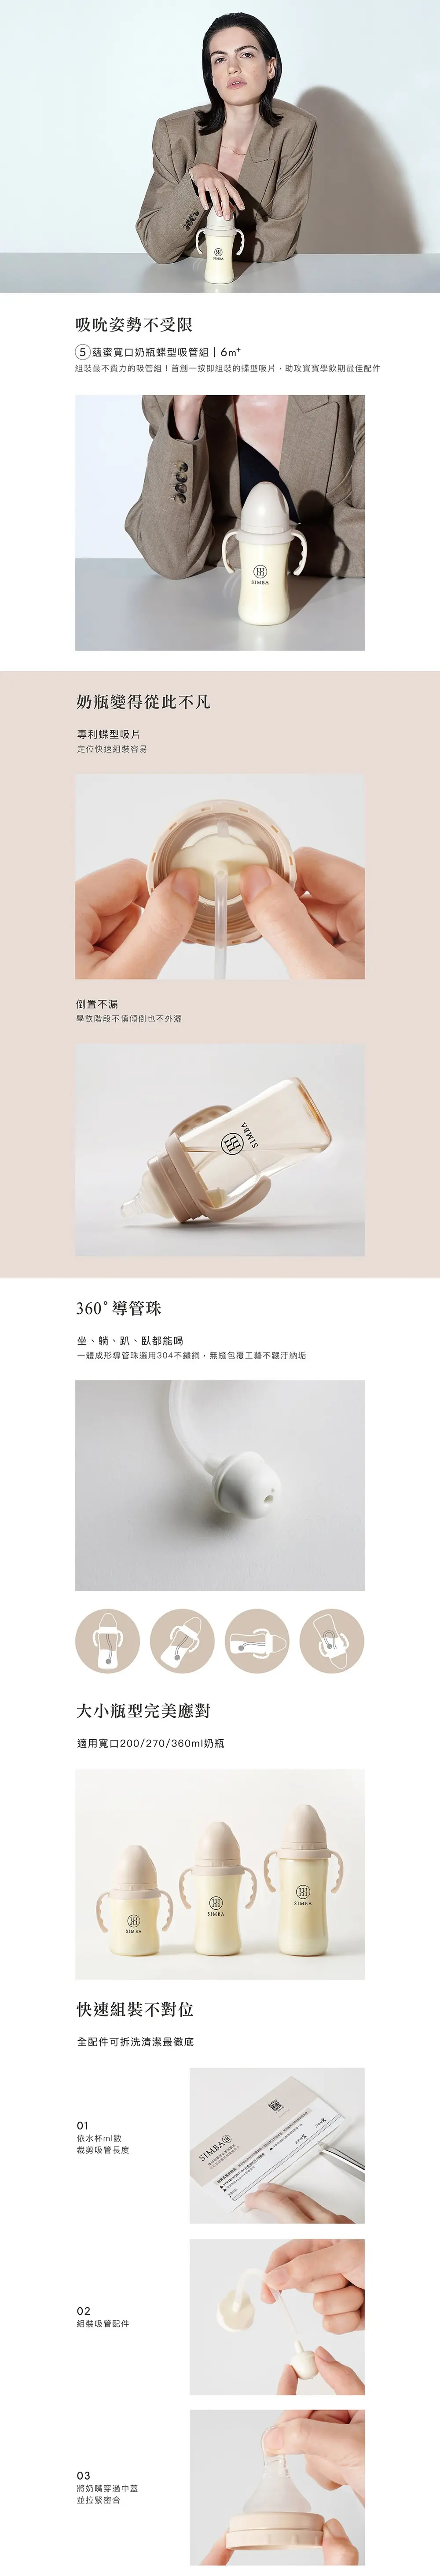 SIMBA
吸吮姿勢不受限
⑤蘊蜜寬口奶瓶蝶型吸管組|6m⁺
組裝最不費力的吸管組!首創一按即組裝的蝶型吸片,助攻寶寶學飲期最佳配件
SIMBA
奶瓶變得從此不凡
專利蝶型吸片
定位快速組裝容易
倒置不漏
學飲階段不慎傾倒也不外灑
SIMBA
360°導管珠
坐、躺、趴、臥都能喝
一體成形導管珠選用304不鏽鋼,無縫包覆工藝不藏汙納垢
大小瓶型完美應對
適用寬口200/270/360ml奶瓶
SIMBA
SIMBA
SIMBA
快速組裝不對位
全配件可拆洗清潔最徹底
01
依水杯ml數
裁剪吸管長度
SIMBA
02
組裝吸管配件
03
將奶嘴穿過中蓋
並拉緊密合